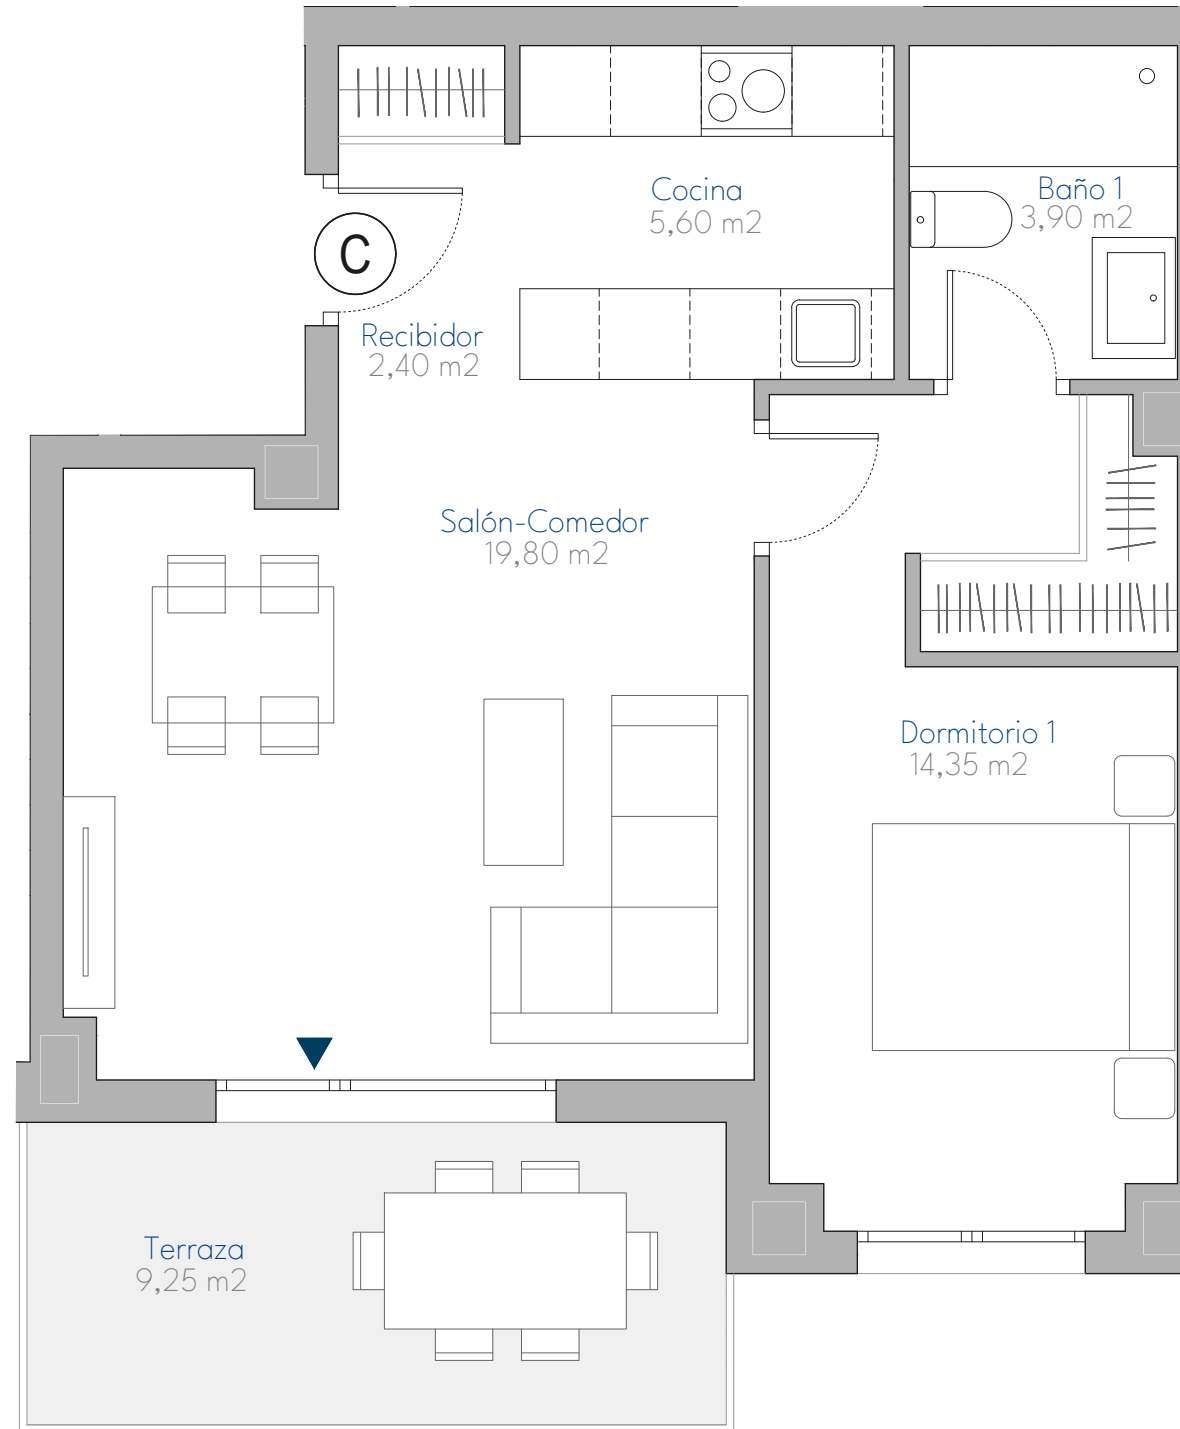 Cocina
5,60 m2
Baño 1
3,90 m2
C
Recibidor
2,40 m2
Salón-Comedor
19,80 m2
Dormitorio 1
14,35 m2
Terraza
9,25 m2